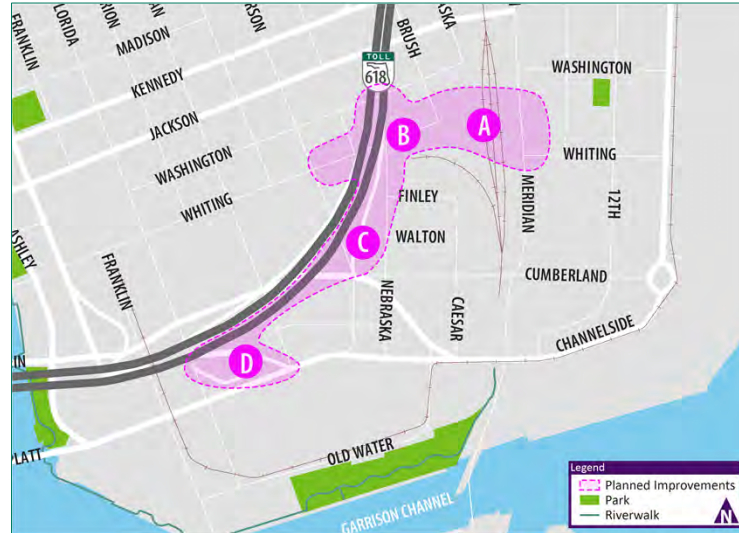 FRANKLIN
FLORIDA
MADISON
KENNEDY
JACKSON
WASHINGTON
WHITING
BRUSH
TOLL
618
A
B
C
D
WASHINGTON
WHITING
MERIDIAN
12TH
FINLEY
WALTON
CUMBERLAND
NEBRASKA
CAESAR
CHANNELSIDE
ASHLEY
FRANKLIN
PLATT
OLD WATER
GARRISON CHANNEL
Legend
Planned Improvements
Park
Riverwalk
N